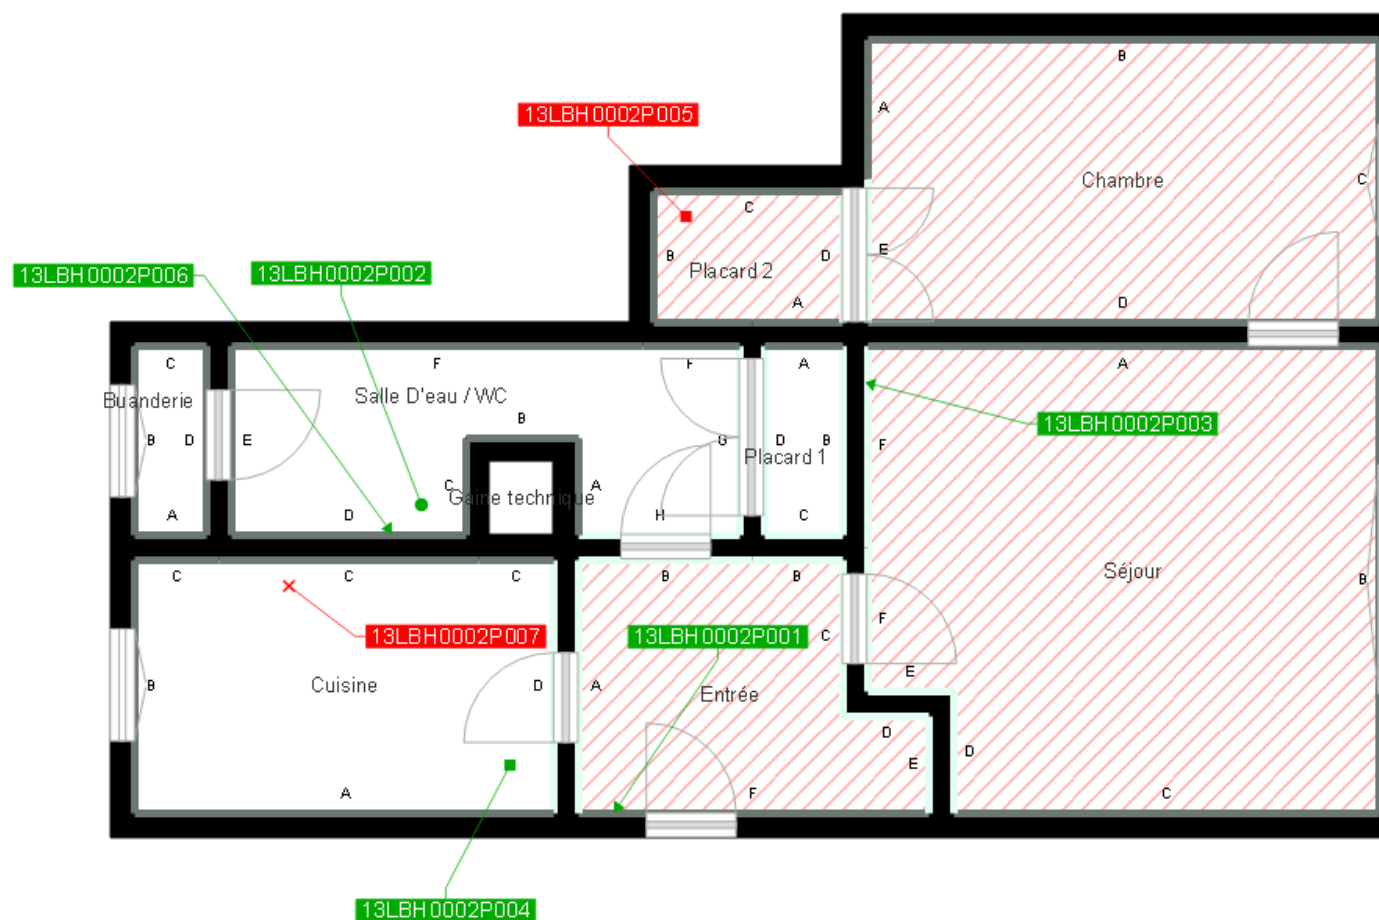 13LBH0002P005
B
A
Chambre
C
E
D
C
B
D
Placard 2
A
13LBH0002P006
13LBH0002P002
13LBH0002P003
C
Buanderie
B
D
A
F
F
Salle D'eau / WC
B
E
G
C
Gaine technique
A
D
H
A
D
B
Placard 1
C
A
F
Séjour
B
F
E
D
C
C
C
C
13LBH0002P007
B
Cuisine
D
A
13LBH0002P001
B
B
C
A
Entrée
D
E
F
13LBH0002P004